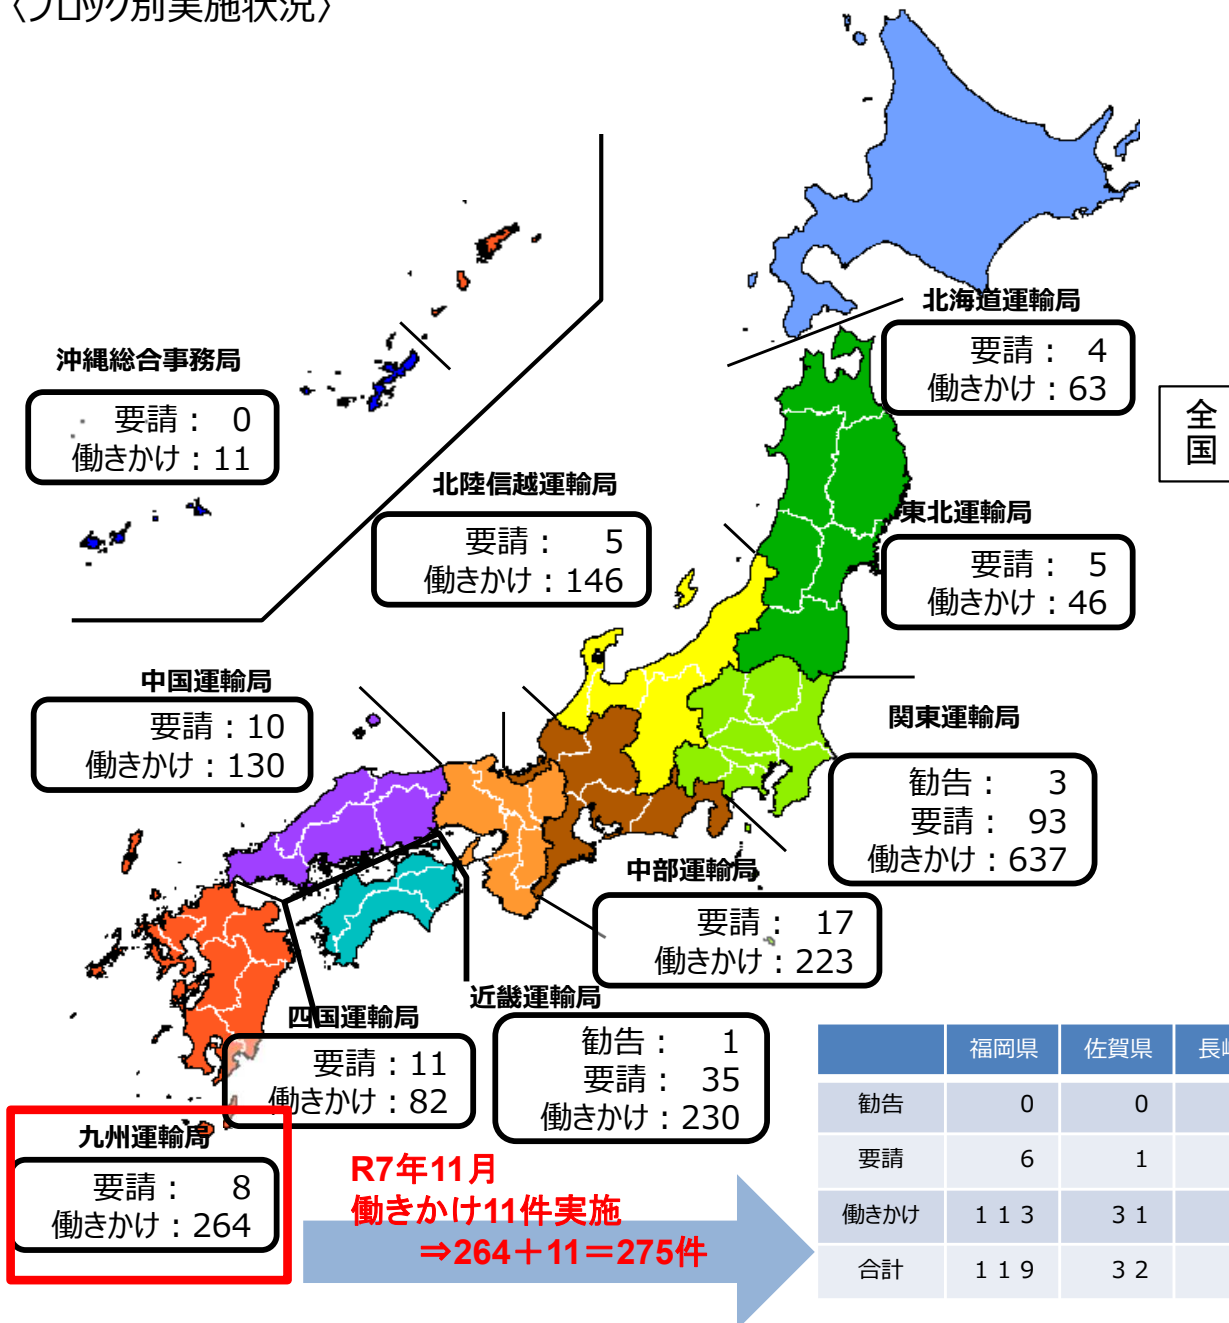 〈ブロック別実施状況〉
北海道運輸局
要請： 4
働きかけ：63
沖縄総合事務局
要請： 0
働きかけ：11
全国
北陸信越運輸局
要請： 5
働きかけ：146
東北運輸局
要請： 5
働きかけ：46
中国運輸局
要請：10
働きかけ：130
関東運輸局
勧告： 3
要請： 93
働きかけ：637
中部運輸局
要請： 17
働きかけ：223
近畿運輸局
勧告： 1
要請： 35
働きかけ：230
四国運輸局
要請：11
働きかけ：82
九州運輸局
要請： 8
働きかけ：264
R7年11月
働きかけ11件実施
⇒264＋11＝275件
福岡県 佐賀県 長
勧告 0 0
要請 6 1
働きかけ 113 31
合計 119 32